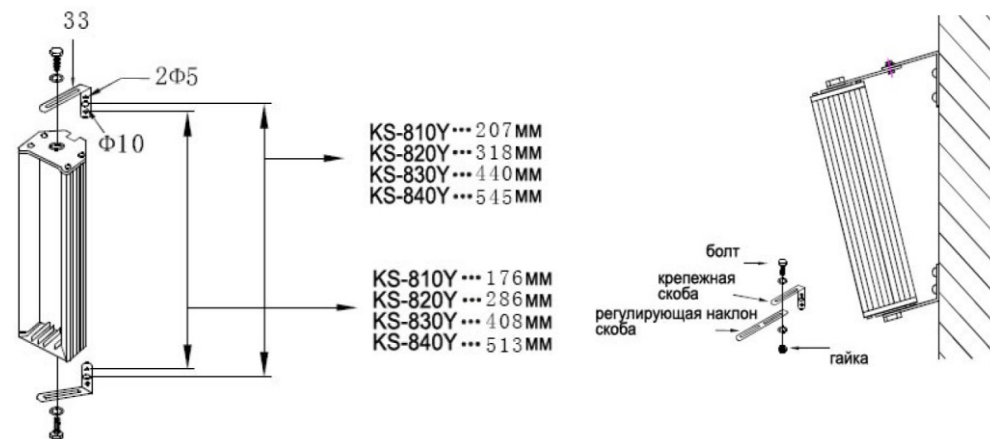 33
2Φ5
Φ10
KS-810Y···207мм
KS-820Y···318мм
KS-830Y···440мм
KS-840Y···545мм
KS-810Y···176мм
KS-820Y···286мм
KS-830Y···408мм
KS-840Y···513мм
болт
крепежная
скоба
регулирующая наклон
скоба
гайка